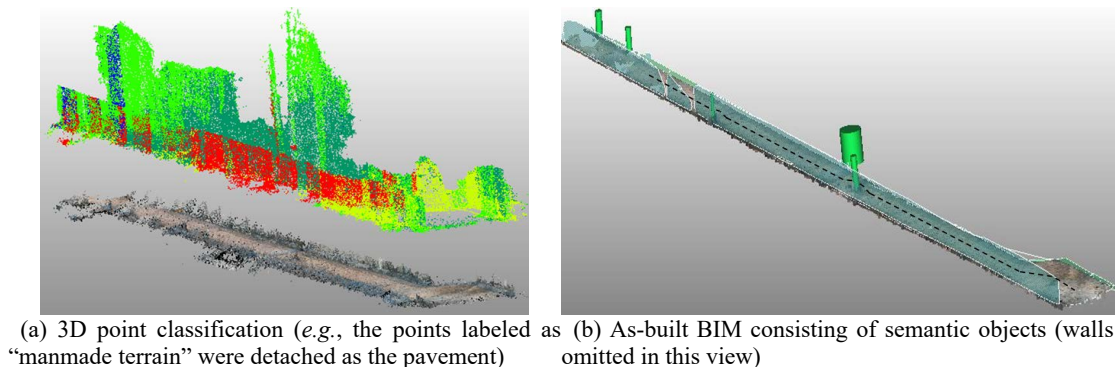 (a) 3D point classification (e.g., the points labeled as
“manmade terrain” were detached as the pavement)
(b) As-built BIM consisting of semantic objects (walls
omitted in this view)